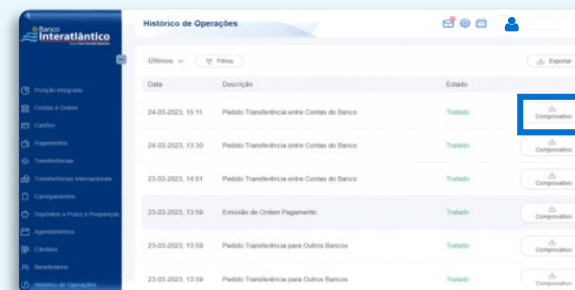 Banco
Interatlântico
Histórico de Operações
Últimos
Filtros
Exportar
Data Descrição Estado
24-03-2023, 15:11 Pedido Transferência entre Contas do Banco Tratado Comprovativo
24-03-2023, 13:30 Pedido Transferência entre Contas do Banco Tratado Comprovativo
23-03-2023, 14:01 Pedido Transferência entre Contas do Banco Tratado Comprovativo
23-03-2023, 13:59 Emissão de Ordem Pagamento Tratado Comprovativo
23-03-2023, 13:59 Pedido Transferência para Outros Bancos Tratado Comprovativo
23-03-2023, 13:59 Pedido Transferência para Outros Bancos Tratado Comprovativo
Posição Integrada
Contas à Ordem
Cartões
Pagamentos
Transferências
Transferências Internacionais
Carregamentos
Depósitos a Prazo e Poupanças
Agendamentos
Câmbios
Beneficiários
Histórico de Operações